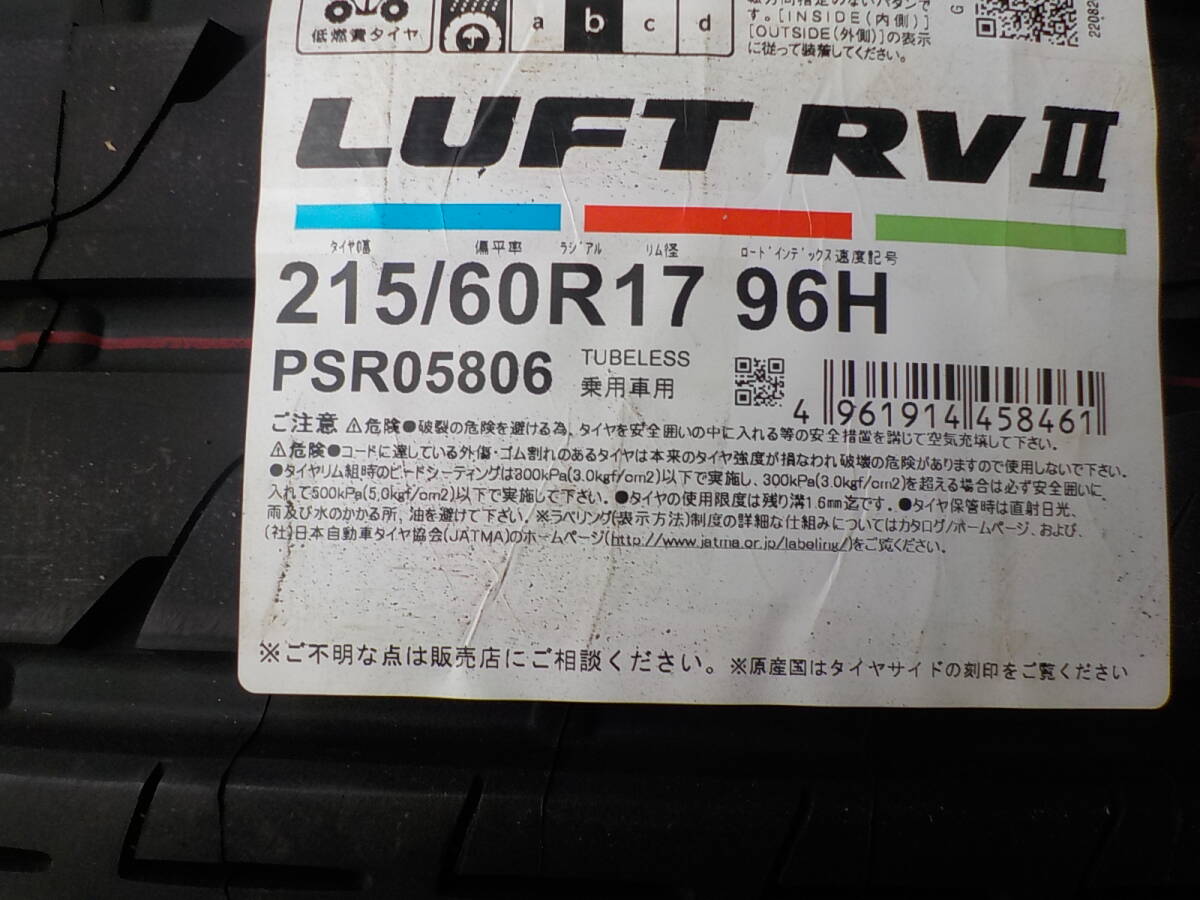 低燃費タイヤ
a b c d
す。[INSIDE(内側)]
[OUTSIDE(外側)]の表示
に従って装着してください。
G
22082
LUFT RVⅡ
タイヤの幅 偏平率 ラジアル リム径 ロードインデックス 速度記号
215/60R17 96H
PSR05806
TUBELESS
乗用車用
4 961914 458461
ご注意 ⚠危険●破裂の危険を避ける為、タイヤを安全囲いの中に入れる等の安全措置を講じて空気充填して下さい。
⚠危険●コードに達している外傷・ゴム割れのあるタイヤは本来のタイヤ強度が損なわれ破壊の危険がありますので使用しないで下さい。
●タイヤリム組時のビードシーティングは300kPa(3.0kgf/cm2)以下で実施し、300kPa(3.0kgf/cm2)を超える場合は必ず安全囲いに
入れて500kPa(5.0kgf/cm2)以下で実施して下さい。●タイヤの使用限度は残り溝1.6mm迄です。●タイヤ保管時は直射日光、
雨及び水のかかる所、油を避けて下さい。※ラベリング(表示方法)制度の詳細な仕組みについてはカタログ/ホームページ、および、
(社)日本自動車タイヤ協会(JATMA)のホームページ(http://www.jatma.or.jp/labeling/)をご覧ください。
※ご不明な点は販売店にご相談ください。※原産国はタイヤサイドの刻印をご覧ください